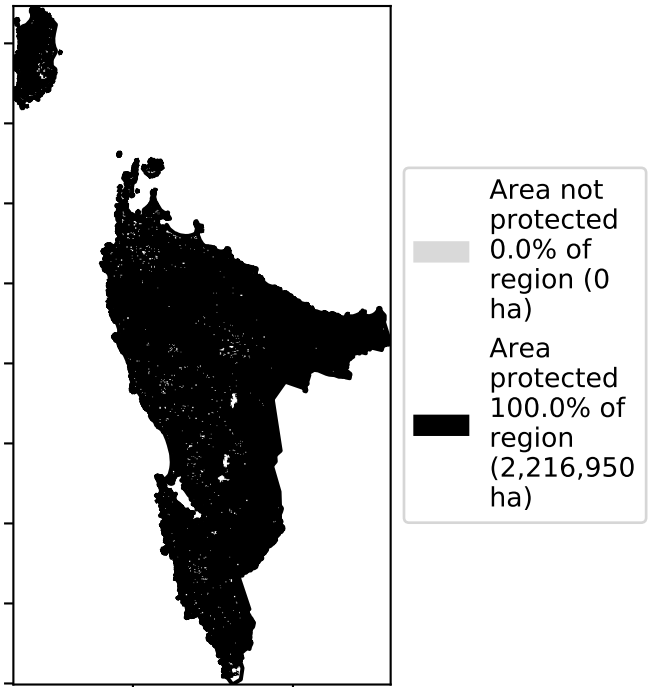 Area not
protected
0.0% of
region (0
ha)
Area
protected
100.0% of
region
(2,216,950
ha)